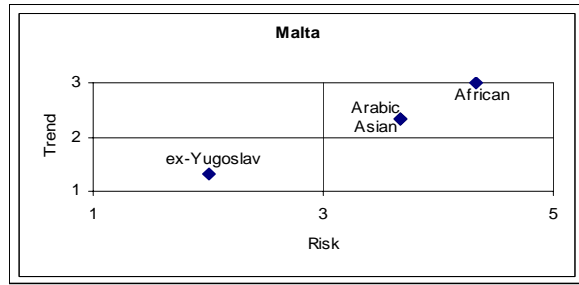 Malta
3
African
Arabic
Asian
Trend
2
ex-Yugoslav
1
1
3
5
Risk